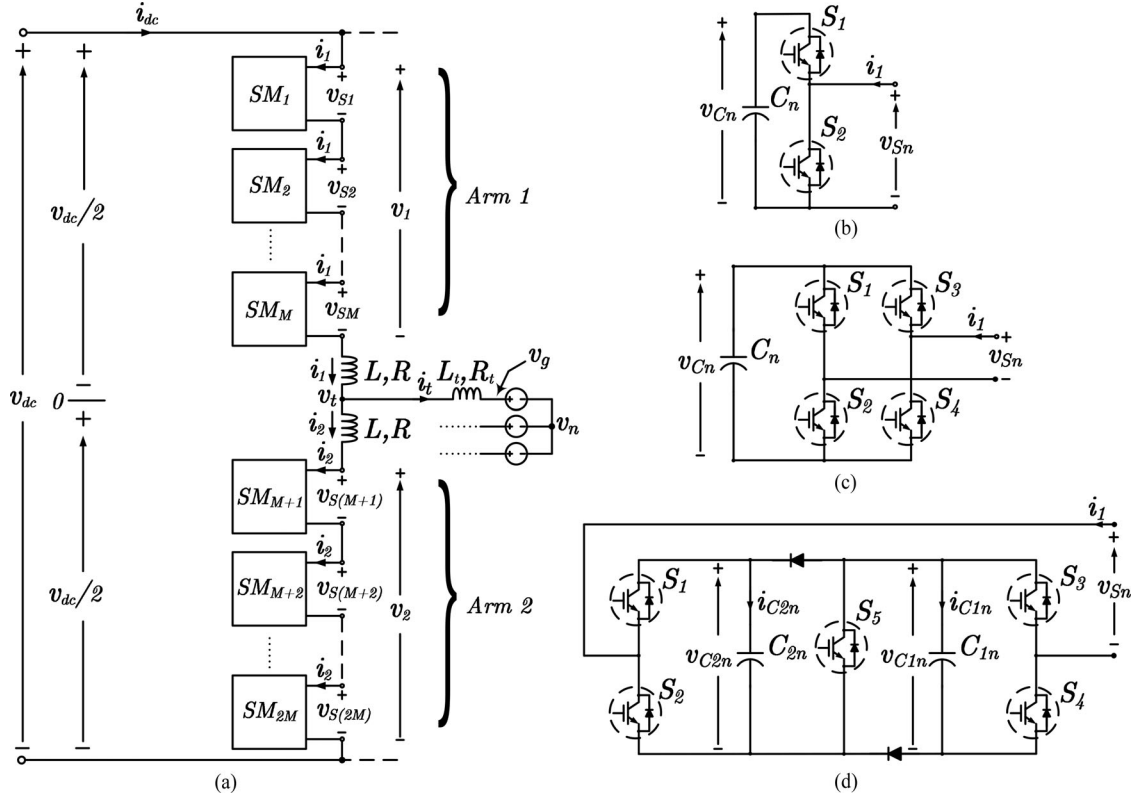 i_dc
+
+
v_dc
v_dc/2
−
0
+
v_dc/2
−
−
SM_1
i_1
+
v_S1
−
SM_2
i_1
+
v_S2
−
SM_M
i_1
+
v_SM
−
+
v_1
−
Arm 1
i_1
L,R
v_t
i_t
L_t,R_t
v_g
v_n
i_2
L,R
SM_M+1
i_2
+
v_S(M+1)
−
SM_M+2
i_2
+
v_S(M+2)
−
SM_2M
i_2
+
v_S(2M)
−
+
v_2
−
Arm 2
(a)
+
v_Cn
−
C_n
S_1
S_2
i_1
+
v_Sn
−
(b)
+
v_Cn
−
C_n
S_1
S_3
S_2
S_4
i_1
+
v_Sn
−
(c)
i_1
+
v_Sn
−
S_1
S_2
+
v_C2n
−
i_C2n
C_2n
S_5
+
v_C1n
−
i_C1n
C_1n
S_3
S_4
(d)